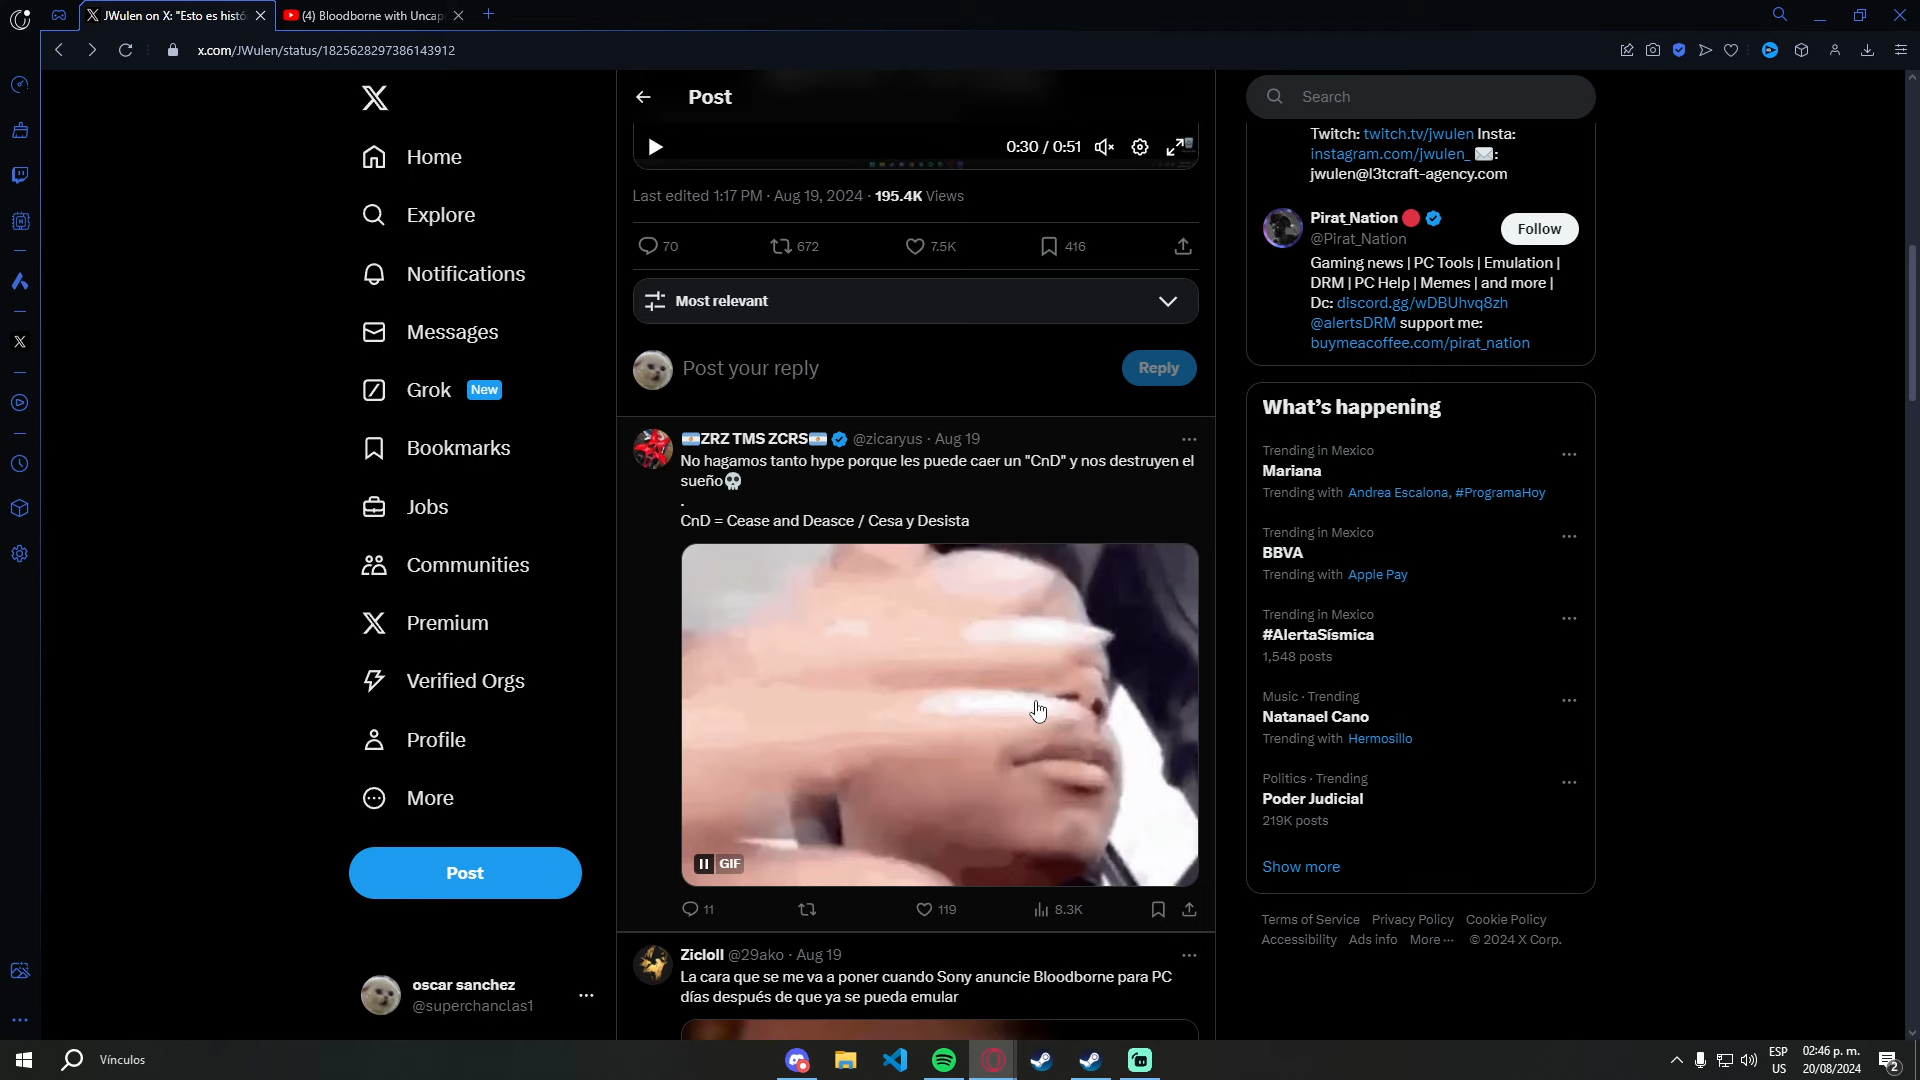 JWulen on X: "Esto es histó
(4) Bloodborne with Uncap
x.com/JWulen/status/1825628297386143912
Home
Explore
Notifications
Messages
Grok New
Bookmarks
Jobs
Communities
Premium
Verified Orgs
Profile
More
Post
oscar sanchez
@superchanclas1
Post
0:30 / 0:51
Last edited 1:17 PM · Aug 19, 2024 · 195.4K Views
70 672 7.5K 416
Most relevant
Post your reply
Reply
ZRZ TMS ZCRS @zicaryus · Aug 19
No hagamos tanto hype porque les puede caer un "CnD" y nos destruyen el
sueño💀
.
CnD = Cease and Deasce / Cesa y Desista
GIF
11 119 8.3K
Zicloll @29ako · Aug 19
La cara que se me va a poner cuando Sony anuncie Bloodborne para PC
días después de que ya se pueda emular
Search
Twitch: twitch.tv/jwulen Insta:
instagram.com/jwulen_ ✉️:
jwulen@l3tcraft-agency.com
Pirat_Nation 🔴
@Pirat_Nation
Follow
Gaming news | PC Tools | Emulation |
DRM | PC Help | Memes | and more |
Dc: discord.gg/wDBUhvq8zh
@alertsDRM support me:
buymeacoffee.com/pirat_nation
What's happening
Trending in Mexico
Mariana
Trending with Andrea Escalona, #ProgramaHoy
Trending in Mexico
BBVA
Trending with Apple Pay
Trending in Mexico
#AlertaSísmica
1,548 posts
Music · Trending
Natanael Cano
Trending with Hermosillo
Politics · Trending
Poder Judicial
219K posts
Show more
Terms of Service Privacy Policy Cookie Policy
Accessibility Ads info More ··· © 2024 X Corp.
Vínculos
ESP
US
02:46 p. m.
20/08/2024
2